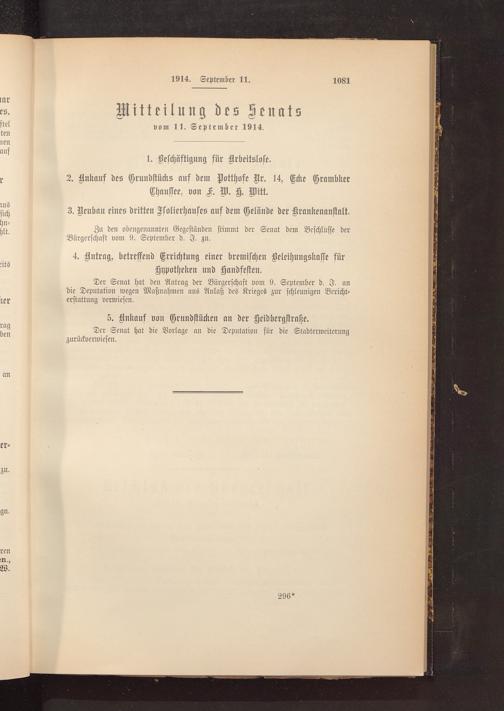 1914. September 11. 1081
Mitteilung des Senats
vom 11. September 1914.
1. Beschäftigung für Arbeitslose.
2. Ankauf des Grundstücks auf dem Potthofe Nr. 14, Ecke Grambker
Chaussee, von F. W. H. Witt.
3. Neubau eines dritten Isolierhauses auf dem Gelände der Krankenanstalt.
Zu den obengenannten Gegeständen stimmt der Senat dem Beschlusse der
Bürgerschaft vom 9. September d. J. zu.
4. Antrag, betreffend Errichtung einer bremischen Beleihungskasse für
Hypotheken und Handfesten.
Der Senat hat den Antrag der Bürgerschaft vom 9. September d. J. an
die Deputation wegen Maßnahmen aus Anlaß des Krieges zur schleunigen Bericht-
erstattung verwiesen.
5. Ankauf von Grundstücken an der Heidbergstraße.
Der Senat hat die Vorlage an die Deputation für die Stadterweiterung
zurückverwiesen.
296*